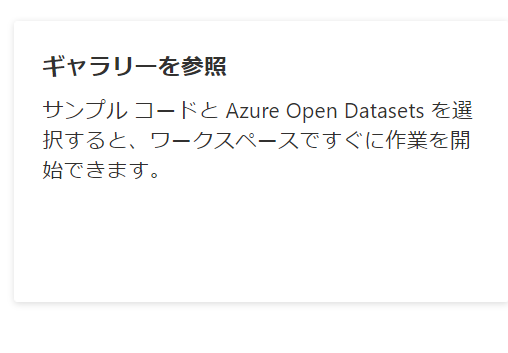 ギャラリーを参照
サンプル コードと Azure Open Datasets を選
択すると、ワークスペースですぐに作業を開
始できます。